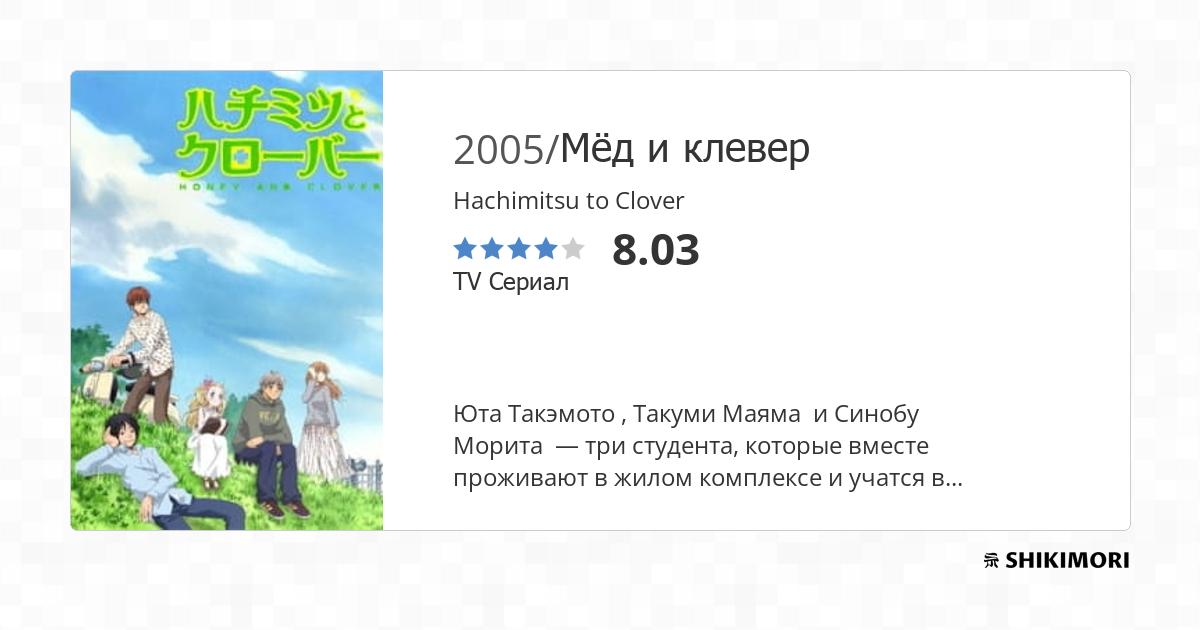 ハチミツと
クローバー
HONEY AND CLOVER
2005/Мёд и клевер
Hachimitsu to Clover
8.03
TV Сериал
Юта Такэмото , Такуми Маяма  и Синобу
Морита  — три студента, которые вместе
проживают в жилом комплексе и учатся в...
SHIKIMORI